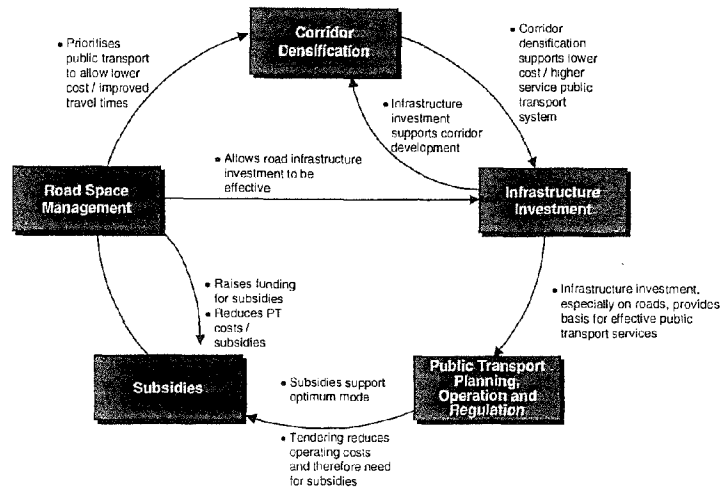 Corridor
Densification
• Prioritises
public transport
to allow lower
cost / improved
travel times
• Corridor
densification
supports lower
cost / higher
service public
transport
system
• Infrastructure
investment
supports corridor
development
• Allows road infrastructure
investment to be
effective
Road Space
Management
Infrastructure
Investment
• Raises funding
for subsidies
• Reduces PT
costs /
subsidies
• Infrastructure investment,
especially on roads, provides
basis for effective public
transport services
Subsidies
• Subsidies support
optimum mode
Public Transport
Planning,
Operation and
Regulation
• Tendering reduces
operating costs
and therefore need
for subsidies